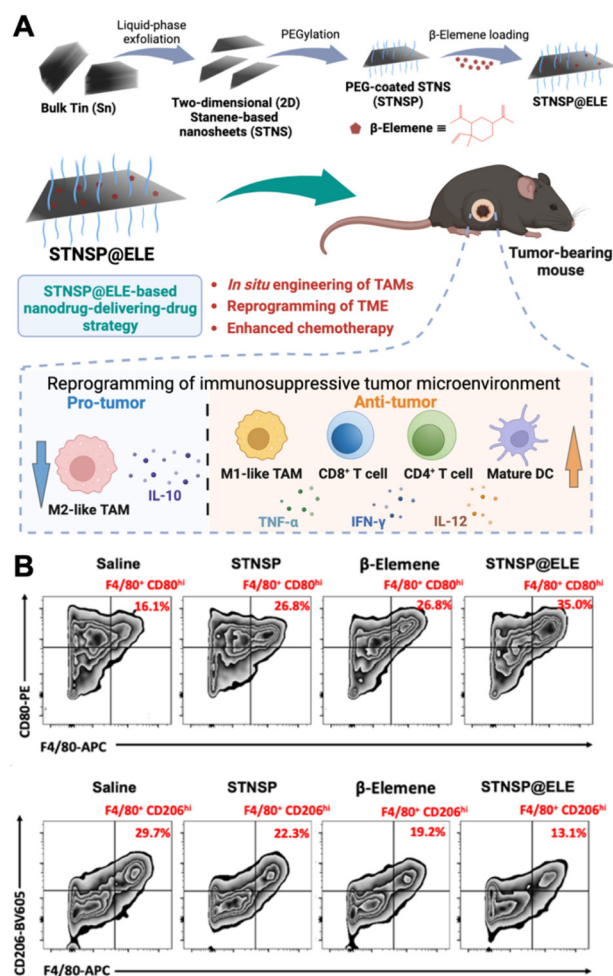 A
Liquid-phase
exfoliation
PEGylation
β-Elemene loading
Bulk Tin (Sn)
Two-dimensional (2D)
Stanene-based
nanosheets (STNS)
PEG-coated STNS
(STNSP)
STNSP@ELE
β-Elemene ≡
STNSP@ELE
Tumor-bearing
mouse
STNSP@ELE-based
nanodrug-delivering-drug
strategy
• In situ engineering of TAMs
• Reprogramming of TME
• Enhanced chemotherapy
Reprogramming of immunosuppressive tumor microenvironment
Pro-tumor
Anti-tumor
M2-like TAM
IL-10
M1-like TAM
CD8⁺ T cell
CD4⁺ T cell
Mature DC
TNF-α
IFN-γ
IL-12
B
Saline
STNSP
β-Elemene
STNSP@ELE
F4/80⁺ CD80ʰⁱ
16.1%
F4/80⁺ CD80ʰⁱ
26.8%
F4/80⁺ CD80ʰⁱ
26.8%
F4/80⁺ CD80ʰⁱ
35.0%
CD80-PE
F4/80-APC
Saline
STNSP
β-Elemene
STNSP@ELE
F4/80⁺ CD206ʰⁱ
29.7%
F4/80⁺ CD206ʰⁱ
22.3%
F4/80⁺ CD206ʰⁱ
19.2%
F4/80⁺ CD206ʰⁱ
13.1%
CD206-BV605
F4/80-APC